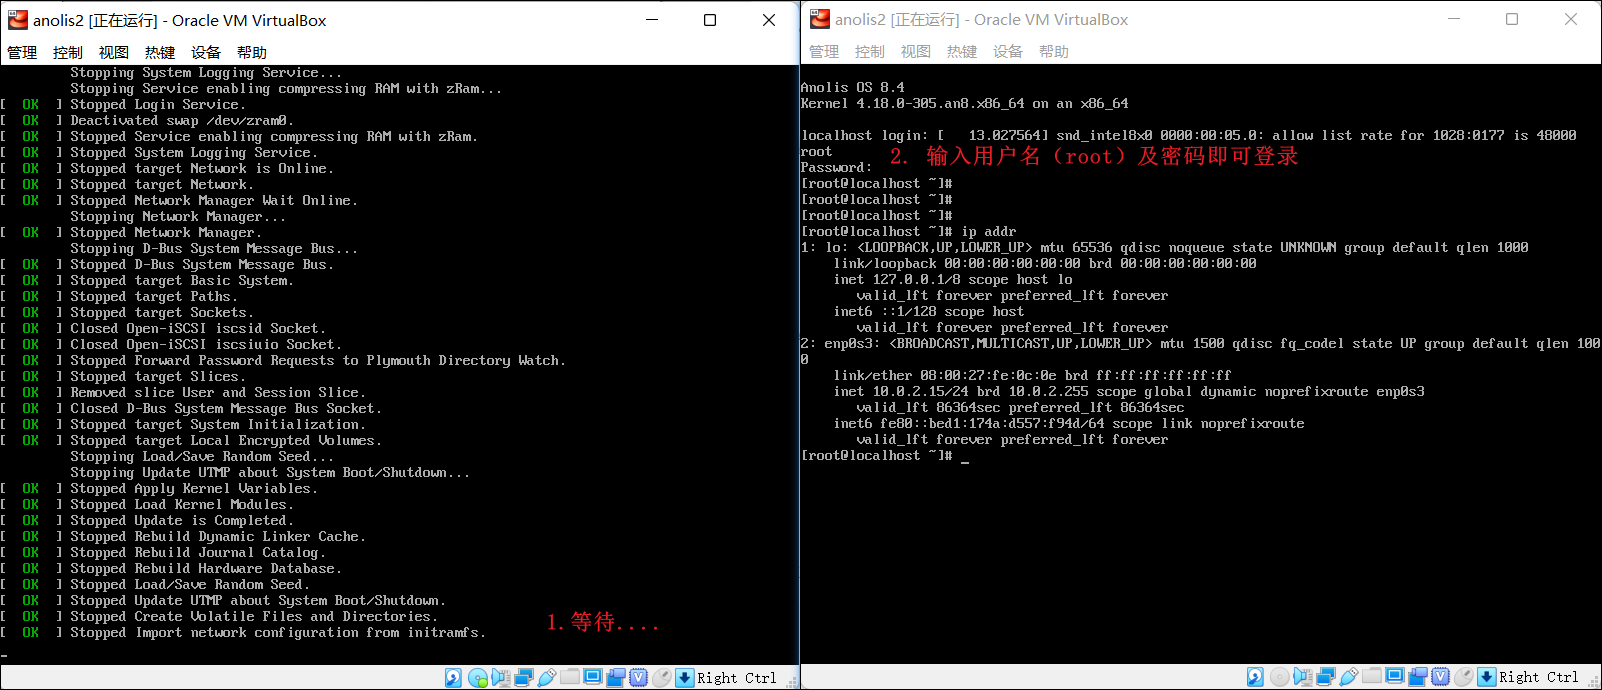 anolis2 [正在运行] - Oracle VM VirtualBox
管理 控制 视图 热键 设备 帮助
Stopping System Logging Service...
Stopping Service enabling compressing RAM with zRam...
[ OK ] Stopped Login Service.
[ OK ] Deactivated swap /dev/zram0.
[ OK ] Stopped Service enabling compressing RAM with zRam.
[ OK ] Stopped System Logging Service.
[ OK ] Stopped target Network is Online.
[ OK ] Stopped target Network.
[ OK ] Stopped Network Manager Wait Online.
Stopping Network Manager...
[ OK ] Stopped Network Manager.
Stopping D-Bus System Message Bus...
[ OK ] Stopped D-Bus System Message Bus.
[ OK ] Stopped target Basic System.
[ OK ] Stopped target Paths.
[ OK ] Stopped target Sockets.
[ OK ] Closed Open-iSCSI iscsid Socket.
[ OK ] Closed Open-iSCSI iscsiuio Socket.
[ OK ] Stopped Forward Password Requests to Plymouth Directory Watch.
[ OK ] Stopped target Slices.
[ OK ] Removed slice User and Session Slice.
[ OK ] Closed D-Bus System Message Bus Socket.
[ OK ] Stopped target System Initialization.
[ OK ] Stopped target Local Encrypted Volumes.
Stopping Load/Save Random Seed...
Stopping Update UTMP about System Boot/Shutdown...
[ OK ] Stopped Apply Kernel Variables.
[ OK ] Stopped Load Kernel Modules.
[ OK ] Stopped Update is Completed.
[ OK ] Stopped Rebuild Dynamic Linker Cache.
[ OK ] Stopped Rebuild Journal Catalog.
[ OK ] Stopped Rebuild Hardware Database.
[ OK ] Stopped Load/Save Random Seed.
[ OK ] Stopped Update UTMP about System Boot/Shutdown.
[ OK ] Stopped Create Volatile Files and Directories.
[ OK ] Stopped Import network configuration from initramfs.
1.等待....
Right Ctrl
anolis2 [正在运行] - Oracle VM VirtualBox
管理 控制 视图 热键 设备 帮助
Anolis OS 8.4
Kernel 4.18.0-305.an8.x86_64 on an x86_64
localhost login: [   13.027564] snd_intel8x0 0000:00:05.0: allow list rate for 1028:0177 is 48000
root
2. 输入用户名（root）及密码即可登录
Password:
[root@localhost ~]#
[root@localhost ~]#
[root@localhost ~]#
[root@localhost ~]# ip addr
1: lo: <LOOPBACK,UP,LOWER_UP> mtu 65536 qdisc noqueue state UNKNOWN group default qlen 1000
link/loopback 00:00:00:00:00:00 brd 00:00:00:00:00:00
inet 127.0.0.1/8 scope host lo
valid_lft forever preferred_lft forever
inet6 ::1/128 scope host
valid_lft forever preferred_lft forever
2: enp0s3: <BROADCAST,MULTICAST,UP,LOWER_UP> mtu 1500 qdisc fq_codel state UP group default qlen 100
0
link/ether 08:00:27:fe:0c:0e brd ff:ff:ff:ff:ff:ff
inet 10.0.2.15/24 brd 10.0.2.255 scope global dynamic noprefixroute enp0s3
valid_lft 86364sec preferred_lft 86364sec
inet6 fe80::bed1:174a:d557:f94d/64 scope link noprefixroute
valid_lft forever preferred_lft forever
[root@localhost ~]# _
Right Ctrl